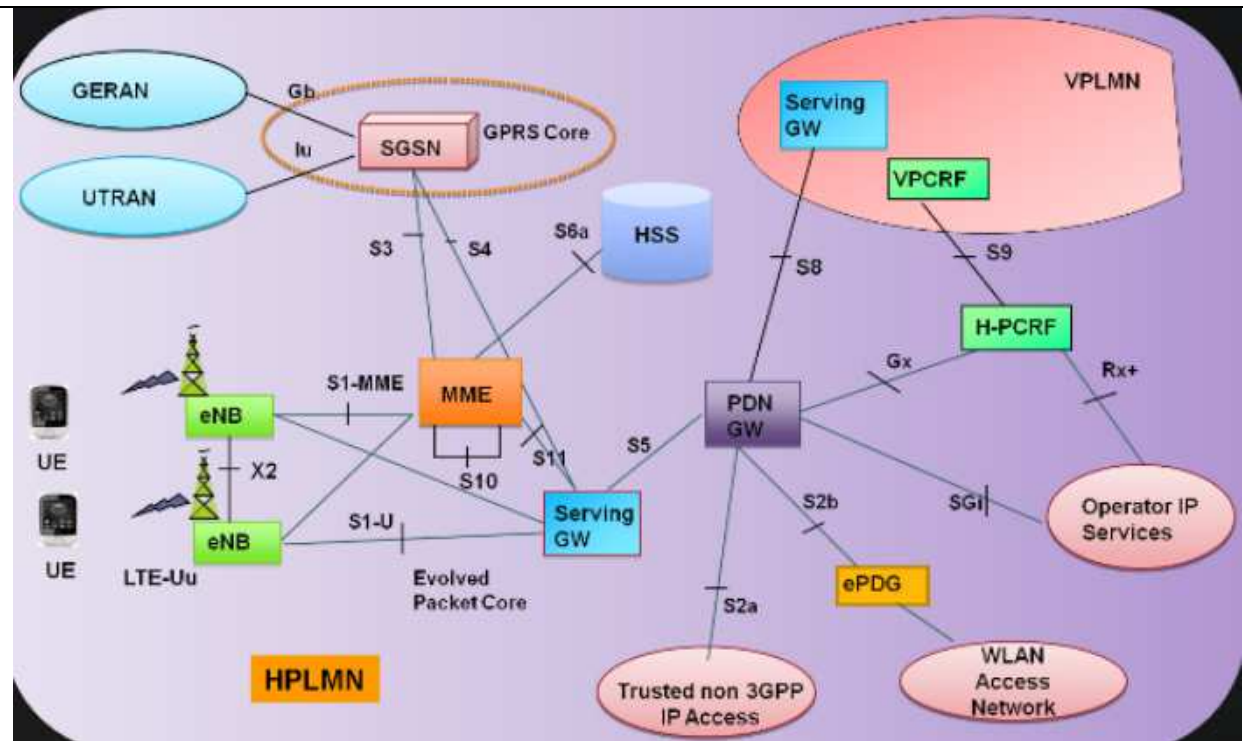 GERAN
Gb
GPRS Core
SGSN
Iu
UTRAN
S3
S4
S6a
HSS
Serving
GW
VPLMN
VPCRF
S8
S9
H-PCRF
Gx
Rx+
S1-MME
MME
PDN
GW
eNB
UE
X2
S10
S11
S5
S1-U
Serving
GW
eNB
UE
LTE-Uu
Evolved
Packet Core
S2b
SGi
Operator IP
Services
ePDG
S2a
HPLMN
Trusted non 3GPP
IP Access
WLAN
Access
Network